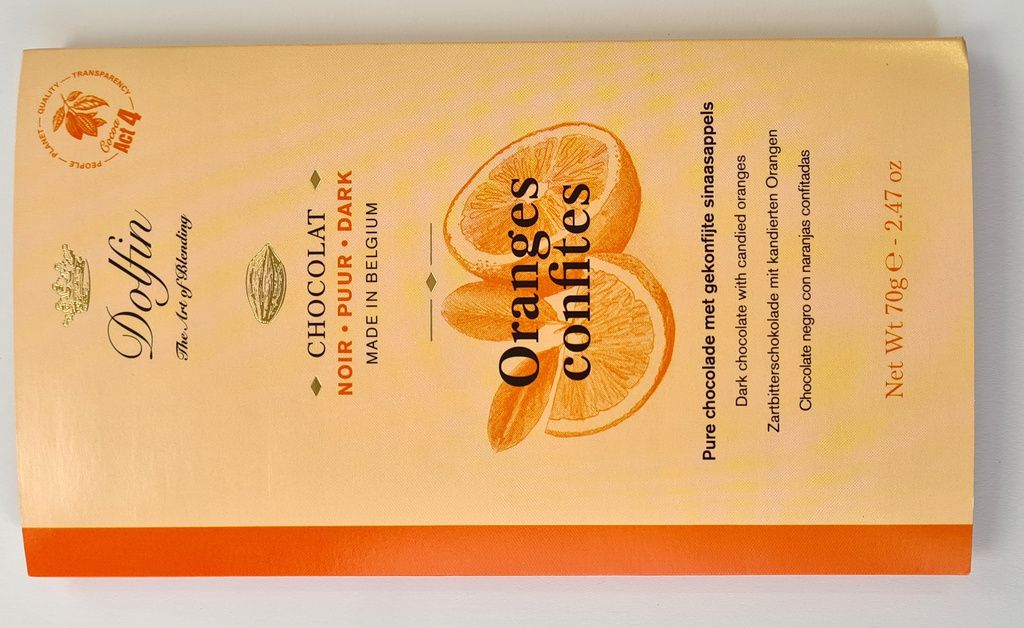 TRANSPARENCY — QUALITY — PLANET — PEOPLE —
Cocoa
Act 4
Dolfin
The Art of Blending
CHOCOLAT
NOIR • PUUR • DARK
MADE IN BELGIUM
Oranges
confites
Pure chocolade met gekonfijte sinaasappels
Dark chocolate with candied oranges
Zartbitterschokolade mit kandierten Orangen
Chocolate negro con naranjas confitadas
Net Wt 70g ℮ - 2.47 oz